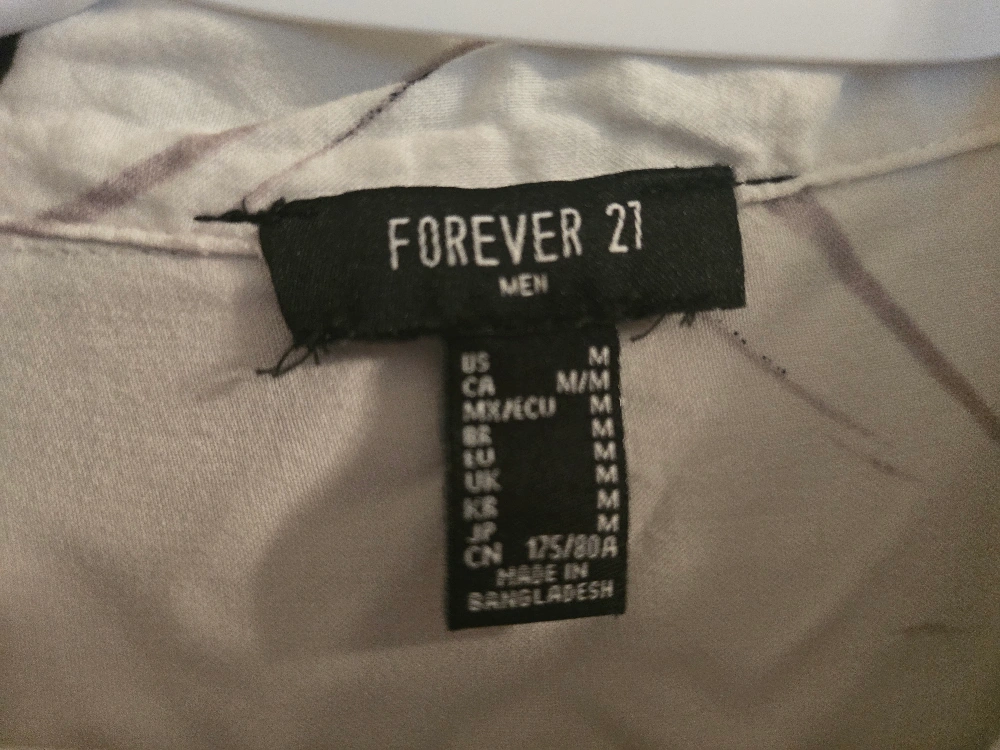 FOREVER 21
MEN
US M
CA M/M
MX/ECU M
BR M
EU M
UK M
KR M
JP M
CN 175/80A
MADE IN
BANGLADESH